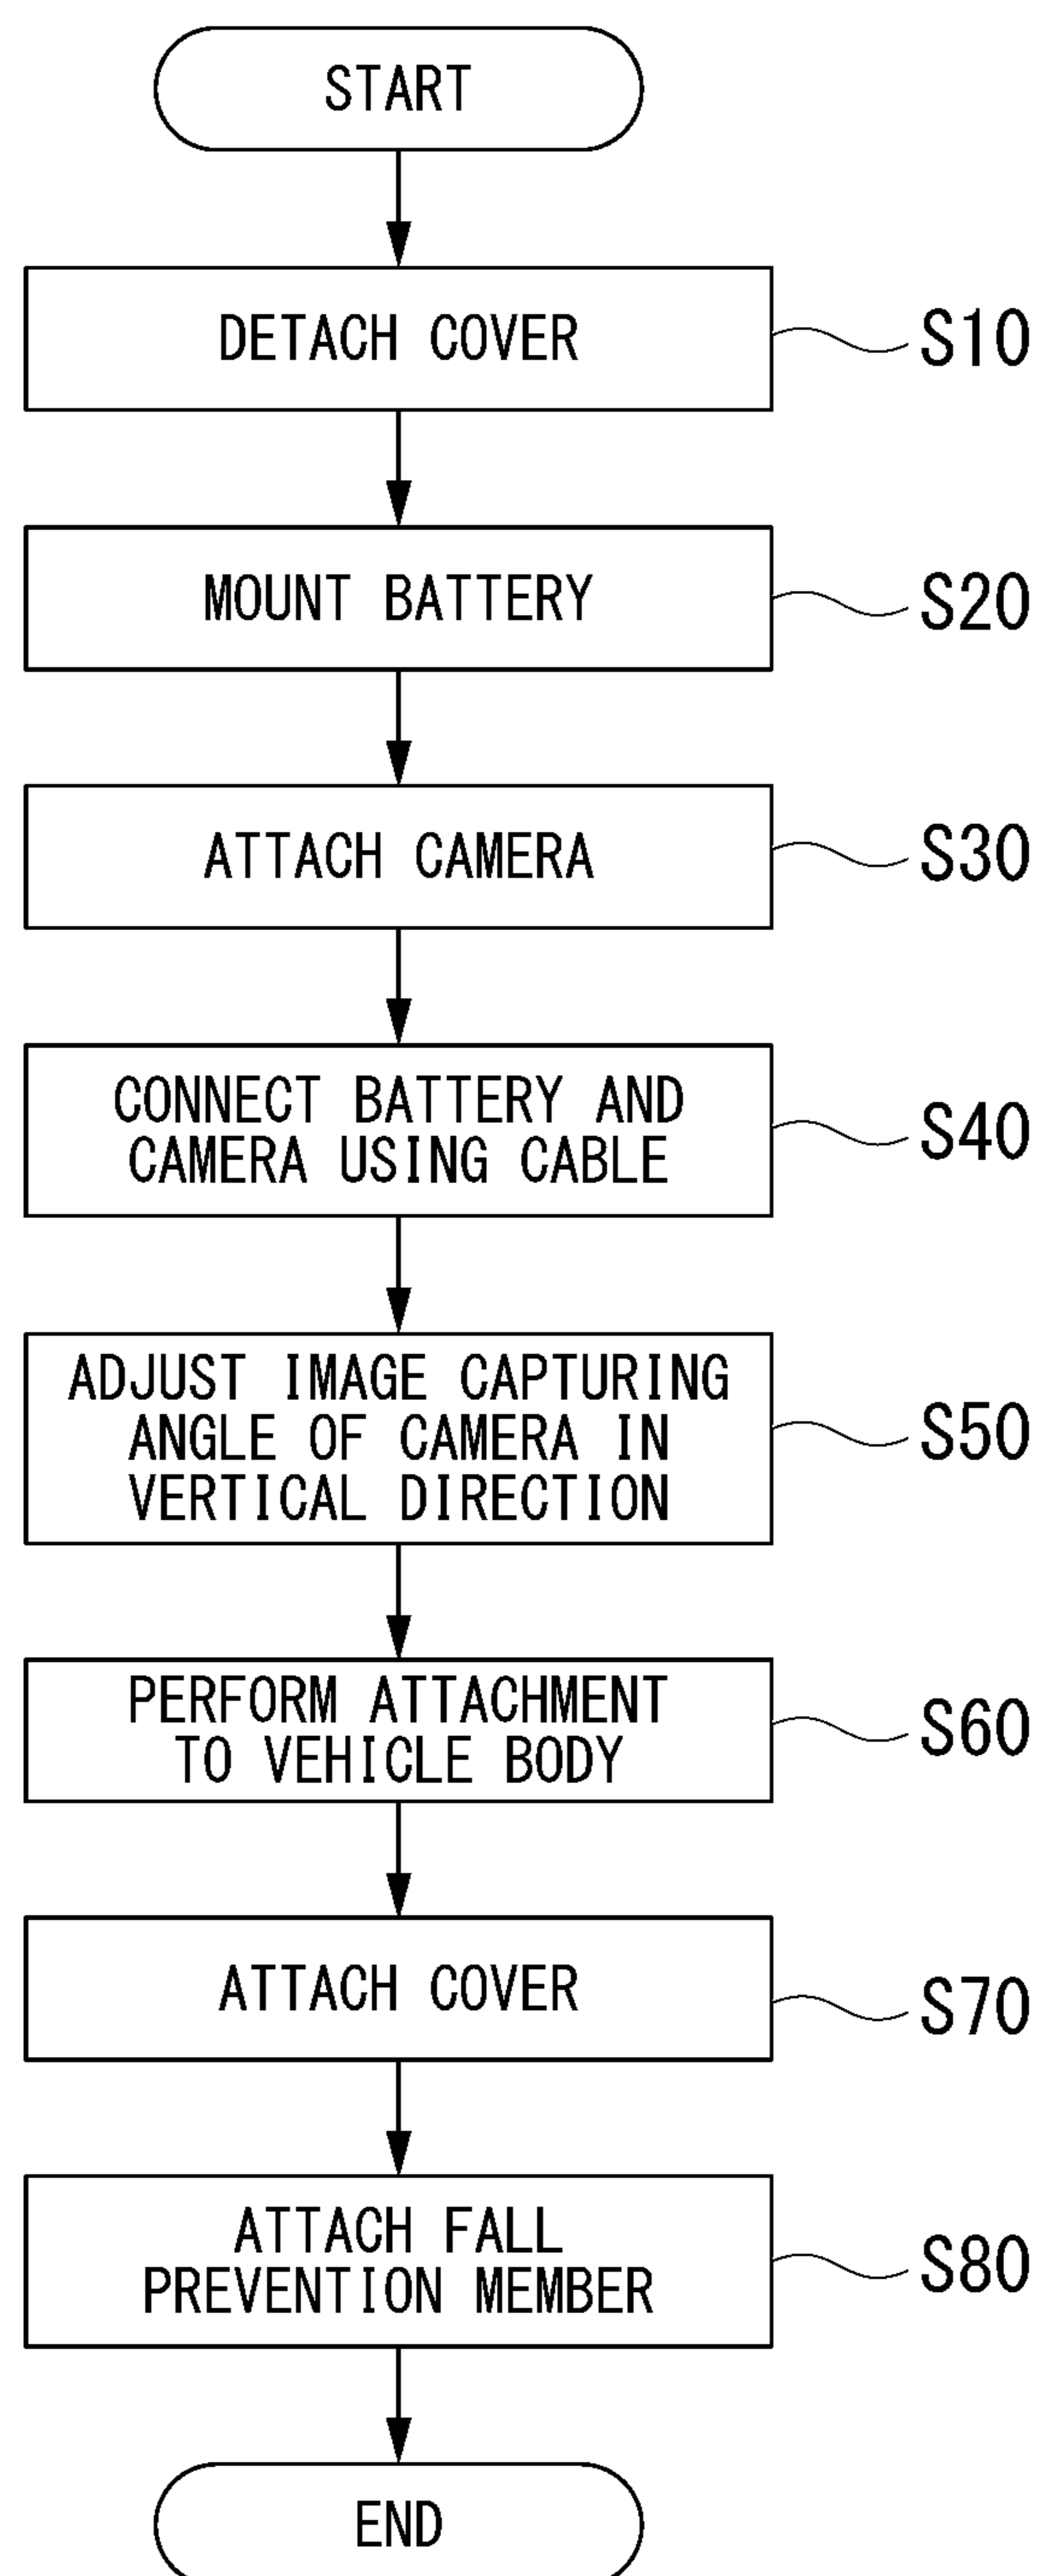 START
DETACH COVER
S10
MOUNT BATTERY
S20
ATTACH CAMERA
S30
CONNECT BATTERY AND
CAMERA USING CABLE
S40
ADJUST IMAGE CAPTURING
ANGLE OF CAMERA IN
VERTICAL DIRECTION
S50
PERFORM ATTACHMENT
TO VEHICLE BODY
S60
ATTACH COVER
S70
ATTACH FALL
PREVENTION MEMBER
S80
END